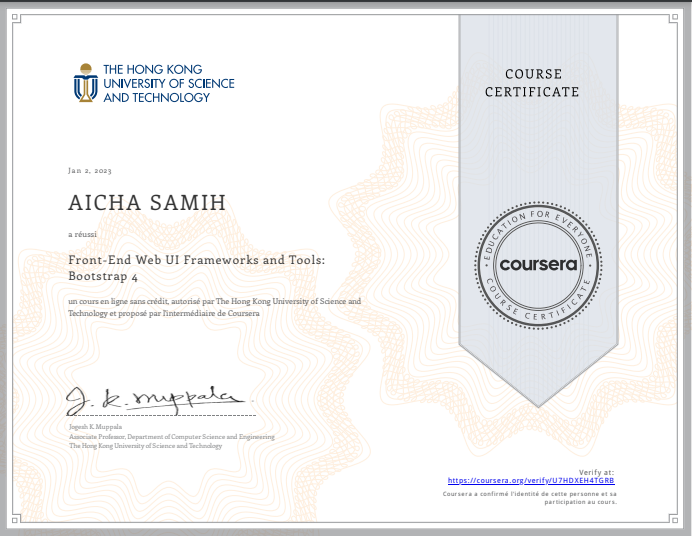 THE HONG KONG
UNIVERSITY OF SCIENCE
AND TECHNOLOGY
COURSE
CERTIFICATE
Jan 2, 2023
AICHA SAMIH
a réussi
Front-End Web UI Frameworks and Tools:
Bootstrap 4
un cours en ligne sans crédit, autorisé par The Hong Kong University of Science and
Technology et proposé par l'intermédiaire de Coursera
EDUCATION FOR EVERYONE
coursera
COURSE CERTIFICATE
J. K. Muppala
Jogesh K.Muppala
Associate Professor, Department of Computer Science and Engineering
The Hong Kong University of Science and Technology
Verify at:
https://coursera.org/verify/U7HDXEH4TGRB
Coursera a confirmé l'identité de cette personne et sa
participation au cours.